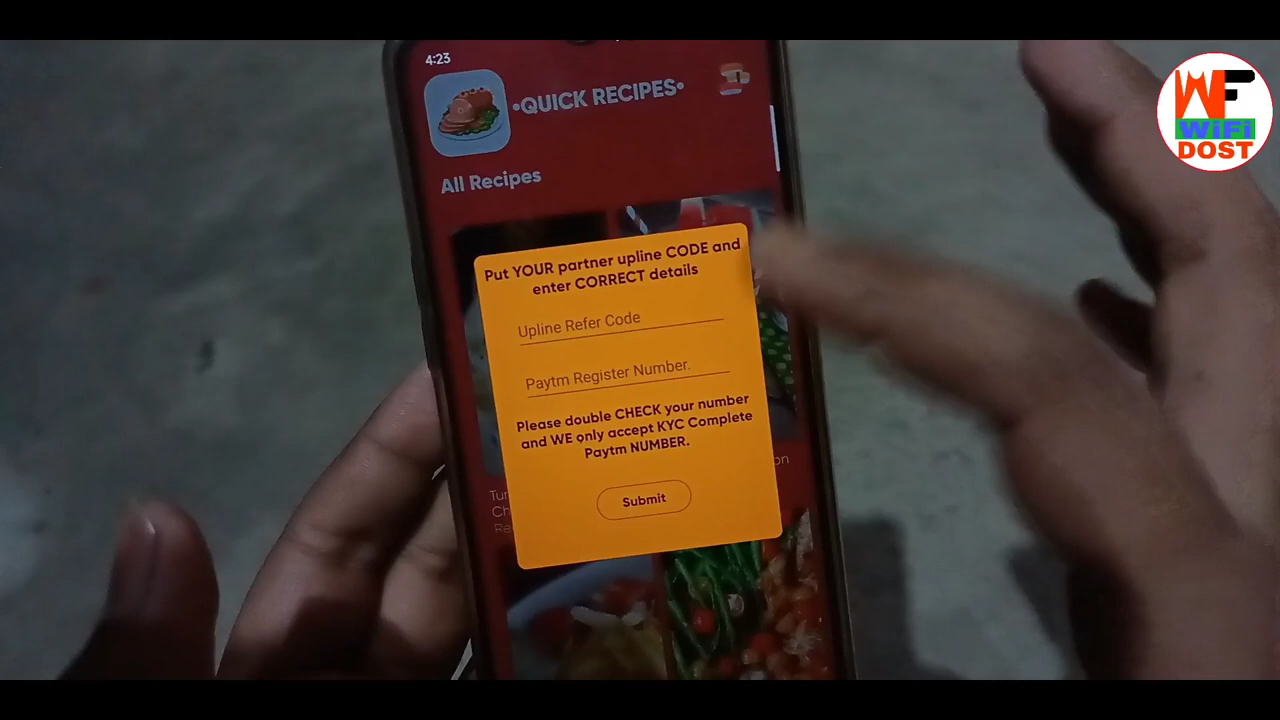 4:23
•QUICK RECIPES•
All Recipes
Put YOUR partner upline CODE and
enter CORRECT details
Upline Refer Code
Paytm Register Number.
Please double CHECK your number
and WE only accept KYC Complete
Paytm NUMBER.
Submit
WF
WiFi
DOST